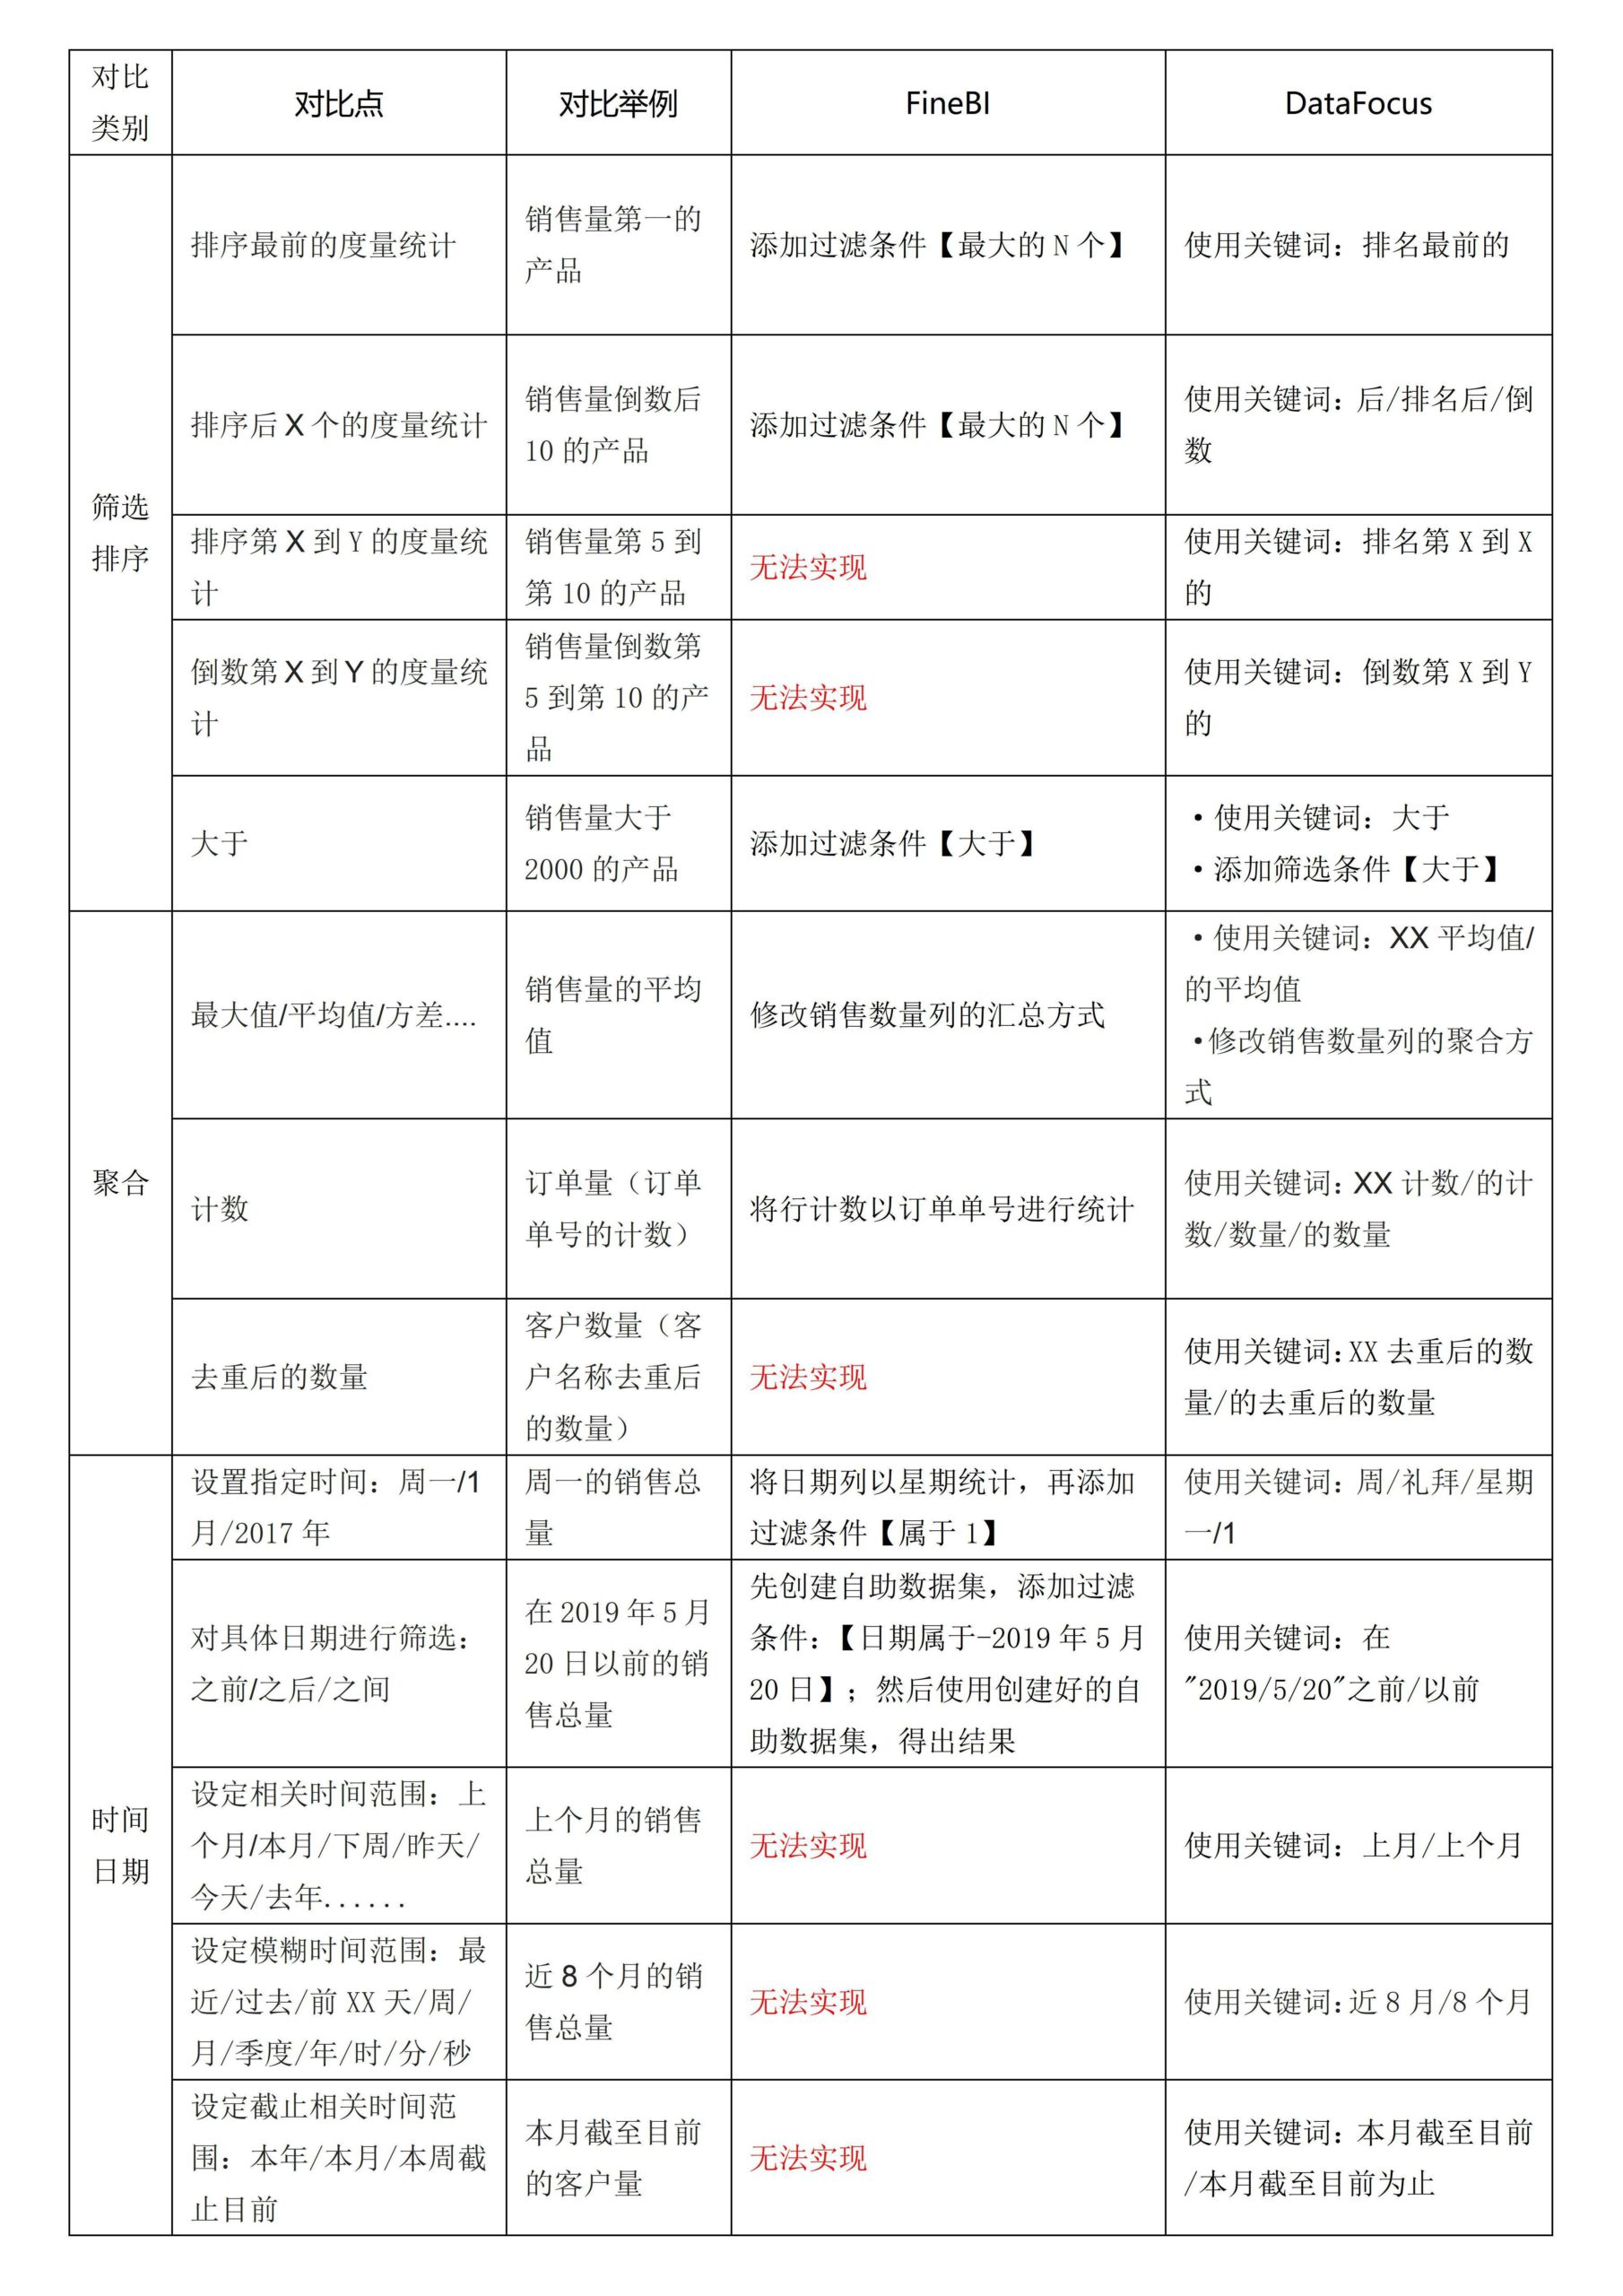 对比
类别
对比点
对比举例
FineBI
DataFocus
筛选
排序
排序最前的度量统计
销售量第一的
产品
添加过滤条件【最大的 N 个】
使用关键词：排名最前的
排序后 X 个的度量统计
销售量倒数后
10 的产品
添加过滤条件【最大的 N 个】
使用关键词：后/排名后/倒
数
排序第 X 到 Y 的度量统
计
销售量第 5 到
第 10 的产品
无法实现
使用关键词：排名第 X 到 X
的
倒数第 X 到 Y 的度量统
计
销售量倒数第
5 到第 10 的产
品
无法实现
使用关键词：倒数第 X 到 Y
的
大于
销售量大于
2000 的产品
添加过滤条件【大于】
•使用关键词：大于
•添加筛选条件【大于】
聚合
最大值/平均值/方差....
销售量的平均
值
修改销售数量列的汇总方式
•使用关键词：XX 平均值/
的平均值
•修改销售数量列的聚合方
式
计数
订单量（订单
单号的计数）
将行计数以订单单号进行统计
使用关键词：XX 计数/的计
数/数量/的数量
去重后的数量
客户数量（客
户名称去重后
的数量）
无法实现
使用关键词：XX 去重后的数
量/的去重后的数量
时间
日期
设置指定时间：周一/1
月/2017 年
周一的销售总
量
将日期列以星期统计，再添加
过滤条件【属于 1】
使用关键词：周/礼拜/星期
一/1
对具体日期进行筛选：
之前/之后/之间
在 2019 年 5 月
20 日以前的销
售总量
先创建自助数据集，添加过滤
条件：【日期属于-2019 年 5 月
20 日】；然后使用创建好的自
助数据集，得出结果
使用关键词：在
"2019/5/20"之前/以前
设定相关时间范围：上
个月/本月/下周/昨天/
今天/去年......
上个月的销售
总量
无法实现
使用关键词：上月/上个月
设定模糊时间范围：最
近/过去/前 XX 天/周/
月/季度/年/时/分/秒
近 8 个月的销
售总量
无法实现
使用关键词：近 8 月/8 个月
设定截止相关时间范
围：本年/本月/本周截
止目前
本月截至目前
的客户量
无法实现
使用关键词：本月截至目前
/本月截至目前为止